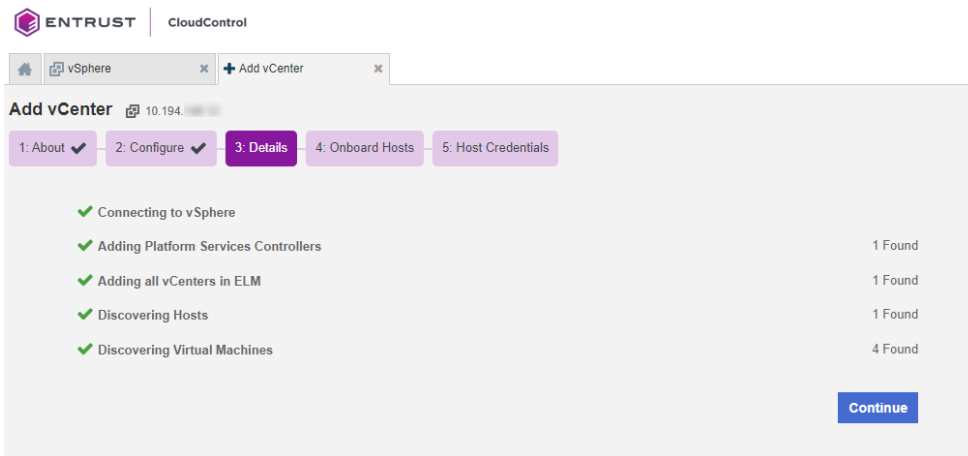 ENTRUST CloudControl
vSphere Add vCenter
Add vCenter 10.194.
1: About 2: Configure 3: Details 4: Onboard Hosts 5: Host Credentials
Connecting to vSphere
Adding Platform Services Controllers 1 Found
Adding all vCenters in ELM 1 Found
Discovering Hosts 1 Found
Discovering Virtual Machines 4 Found
Continue